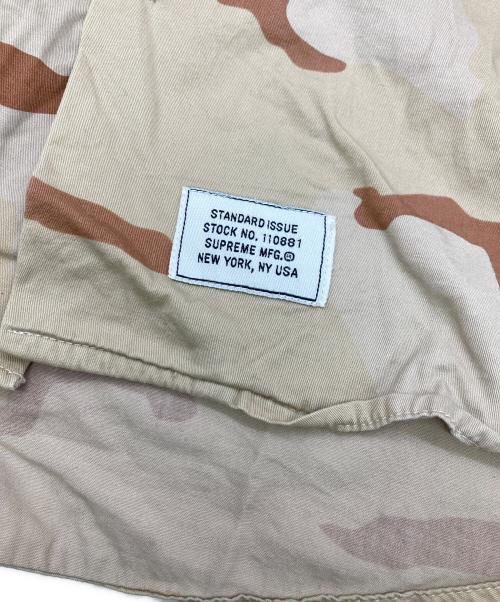 STANDARD ISSUE
STOCK NO. 110881
SUPREME MFG.®
NEW YORK, NY USA